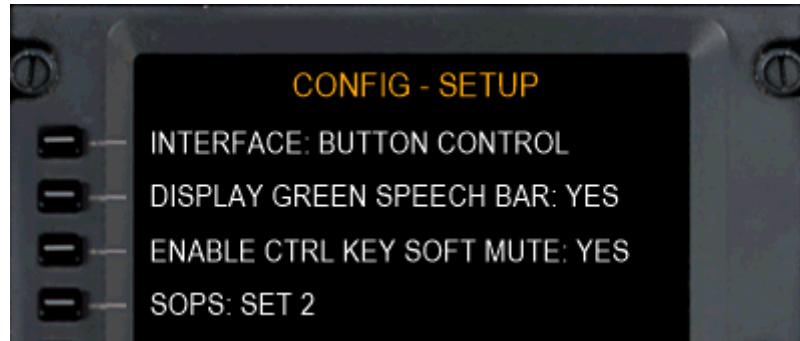 CONFIG - SETUP
INTERFACE: BUTTON CONTROL
DISPLAY GREEN SPEECH BAR: YES
ENABLE CTRL KEY SOFT MUTE: YES
SOPS: SET 2